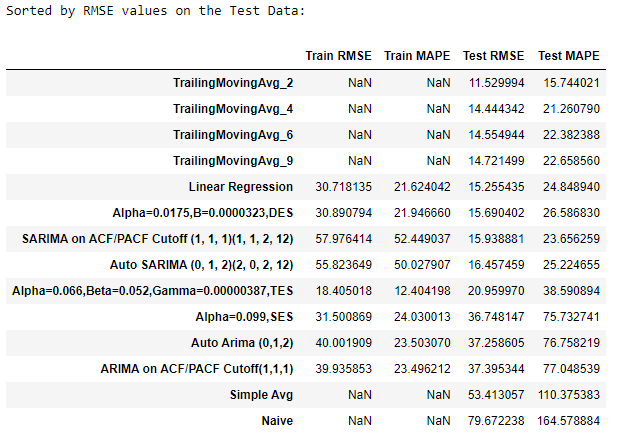 Sorted by RMSE values on the Test Data:
Train RMSE Train MAPE Test RMSE Test MAPE
TrailingMovingAvg_2 NaN NaN 11.529994 15.744021
TrailingMovingAvg_4 NaN NaN 14.444342 21.260790
TrailingMovingAvg_6 NaN NaN 14.554944 22.382388
TrailingMovingAvg_9 NaN NaN 14.721499 22.658560
Linear Regression 30.718135 21.624042 15.255435 24.848940
Alpha=0.0175,B=0.0000323,DES 30.890794 21.946660 15.690402 26.586830
SARIMA on ACF/PACF Cutoff (1, 1, 1)(1, 1, 2, 12) 57.976414 52.449037 15.938881 23.656259
Auto SARIMA (0, 1, 2)(2, 0, 2, 12) 55.823649 50.027907 16.457459 25.224655
Alpha=0.066,Beta=0.052,Gamma=0.00000387,TES 18.405018 12.404198 20.959970 38.590894
Alpha=0.099,SES 31.500869 24.030013 36.748147 75.732741
Auto Arima (0,1,2) 40.001909 23.503070 37.258605 76.758219
ARIMA on ACF/PACF Cutoff(1,1,1) 39.935853 23.496212 37.395344 77.048539
Simple Avg NaN NaN 53.413057 110.375383
Naive NaN NaN 79.672238 164.578884